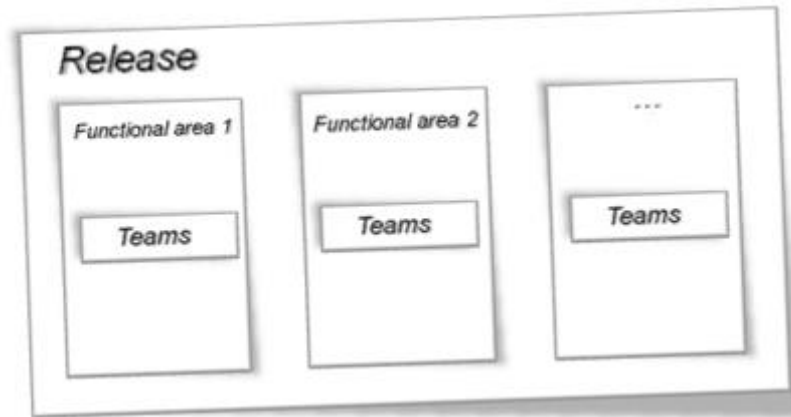 Release
Functional area 1
Functional area 2
---
Teams
Teams
Teams